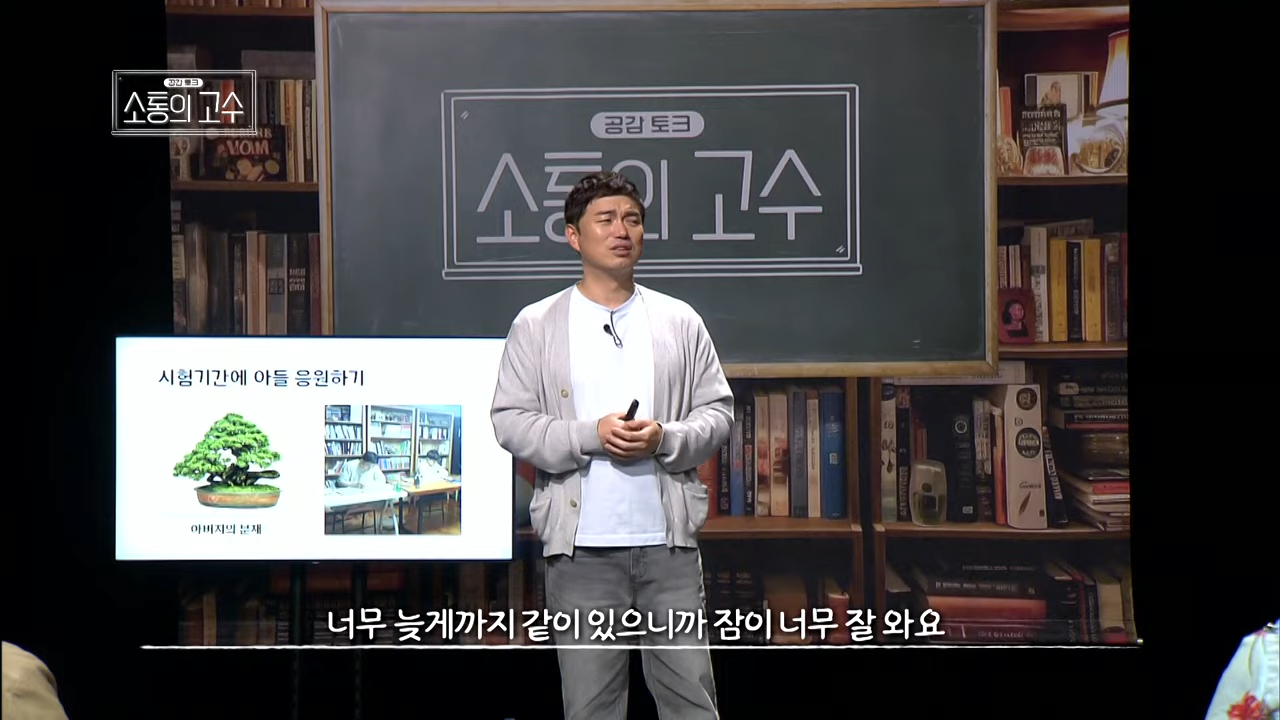 공감 토크
소통의 고수
공감 토크
소통의 고수
시험기간에 아들 응원하기
아버지의 분재
너무 늦게까지 같이 있으니까 잠이 너무 잘 와요